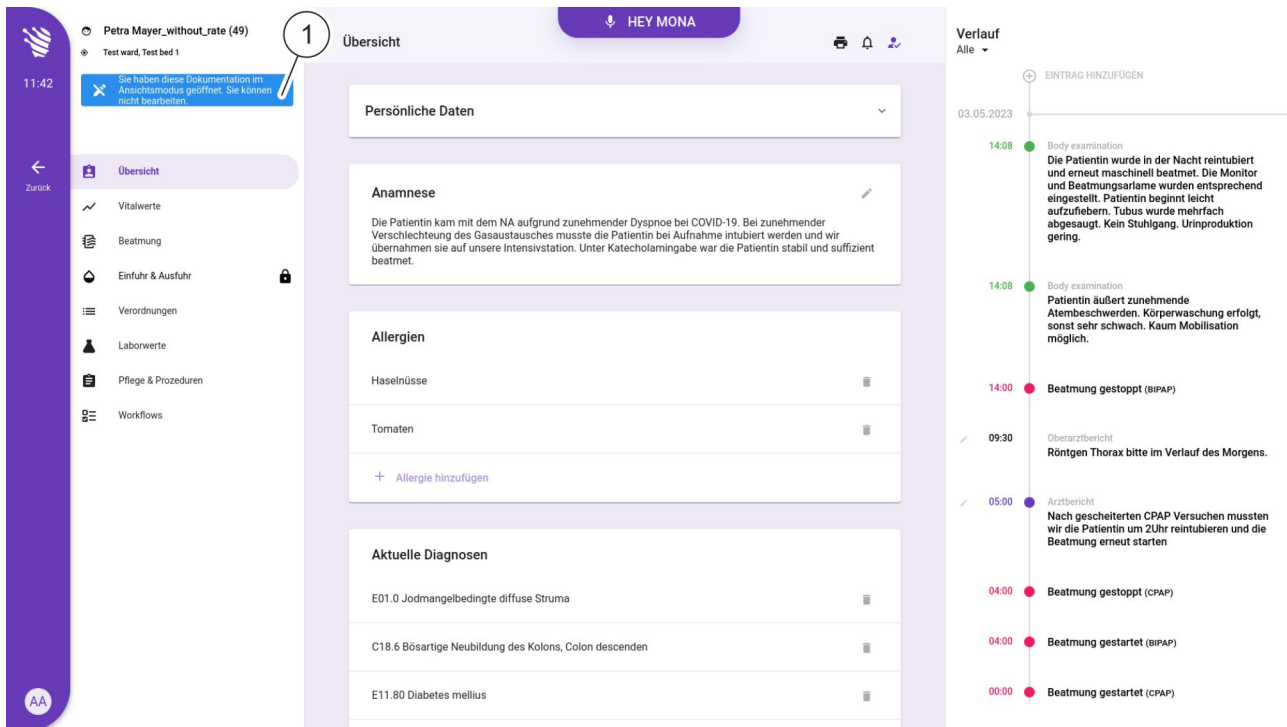 11:42
Zurück
AA
Petra Mayer_without_rate (49)
Test ward, Test bed 1
Sie haben diese Dokumentation im
Ansichtsmodus geöffnet. Sie können
nicht bearbeiten.
1
Übersicht
Vitalwerte
Beatmung
Einfuhr & Ausfuhr
Verordnungen
Laborwerte
Pflege & Prozeduren
Workflows
Übersicht
HEY MONA
Persönliche Daten
Anamnese
Die Patientin kam mit dem NA aufgrund zunehmender Dyspnoe bei COVID-19. Bei zunehmender
Verschlechteung des Gasaustausches musste die Patientin bei Aufnahme intubiert werden und wir
übernahmen sie auf unsere Intensivstation. Unter Katecholamingabe war die Patientin stabil und suffizient
beatmet.
Allergien
Haselnüsse
Tomaten
+ Allergie hinzufügen
Aktuelle Diagnosen
E01.0 Jodmangelbedingte diffuse Struma
C18.6 Bösartige Neubildung des Kolons, Colon descenden
E11.80 Diabetes mellius
Verlauf
Alle
EINTRAG HINZUFÜGEN
03.05.2023
14:08 Body examination
Die Patientin wurde in der Nacht reintubiert
und erneut maschinell beatmet. Die Monitor
und Beatmungsarlame wurden entsprechend
eingestellt. Patientin beginnt leicht
aufzufiebern. Tubus wurde mehrfach
abgesaugt. Kein Stuhlgang. Urinproduktion
gering.
14:08 Body examination
Patientin äußert zunehmende
Atembeschwerden. Körperwaschung erfolgt,
sonst sehr schwach. Kaum Mobilisation
möglich.
14:00 Beatmung gestoppt (BIPAP)
09:30 Oberarztbericht
Röntgen Thorax bitte im Verlauf des Morgens.
05:00 Arztbericht
Nach gescheiterten CPAP Versuchen mussten
wir die Patientin um 2Uhr reintubieren und die
Beatmung erneut starten
04:00 Beatmung gestoppt (CPAP)
04:00 Beatmung gestartet (BIPAP)
00:00 Beatmung gestartet (CPAP)